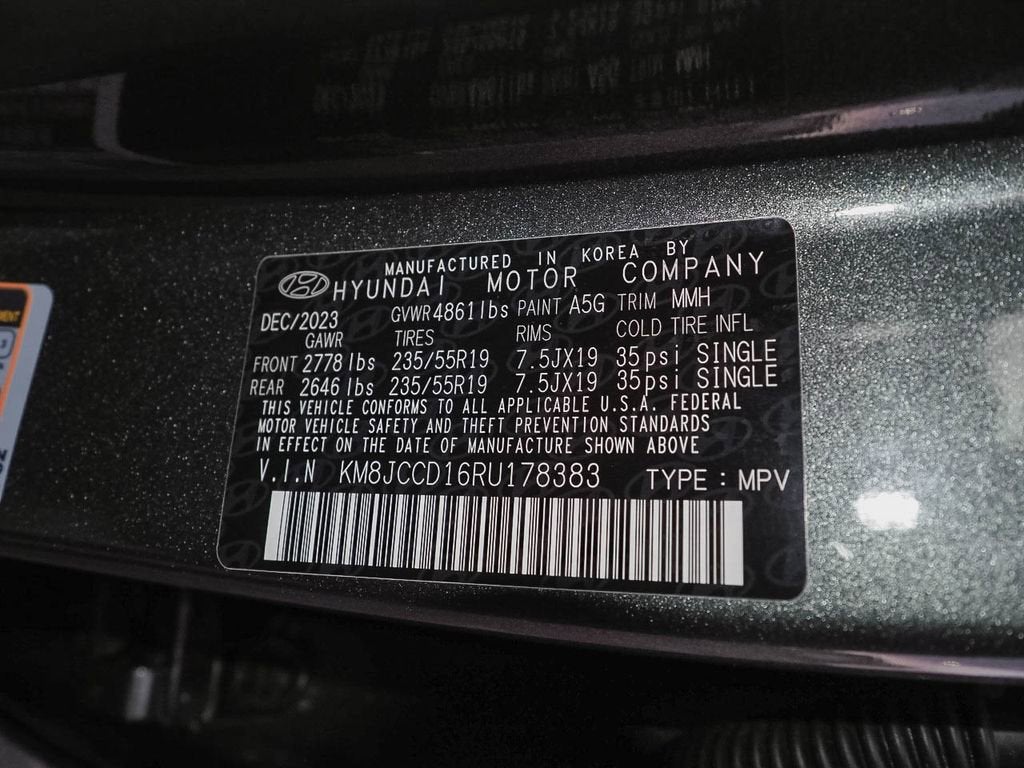 MANUFACTURED IN KOREA BY
HYUNDAI MOTOR COMPANY
DEC/2023 GVWR 4861lbs PAINT A5G TRIM MMH
GAWR TIRES RIMS COLD TIRE INFL
FRONT 2778 lbs 235/55R19 7.5JX19 35psi SINGLE
REAR 2646 lbs 235/55R19 7.5JX19 35psi SINGLE
THIS VEHICLE CONFORMS TO ALL APPLICABLE U.S.A. FEDERAL
MOTOR VEHICLE SAFETY AND THEFT PREVENTION STANDARDS
IN EFFECT ON THE DATE OF MANUFACTURE SHOWN ABOVE
V.I.N KM8JCCD16RU178383 TYPE : MPV